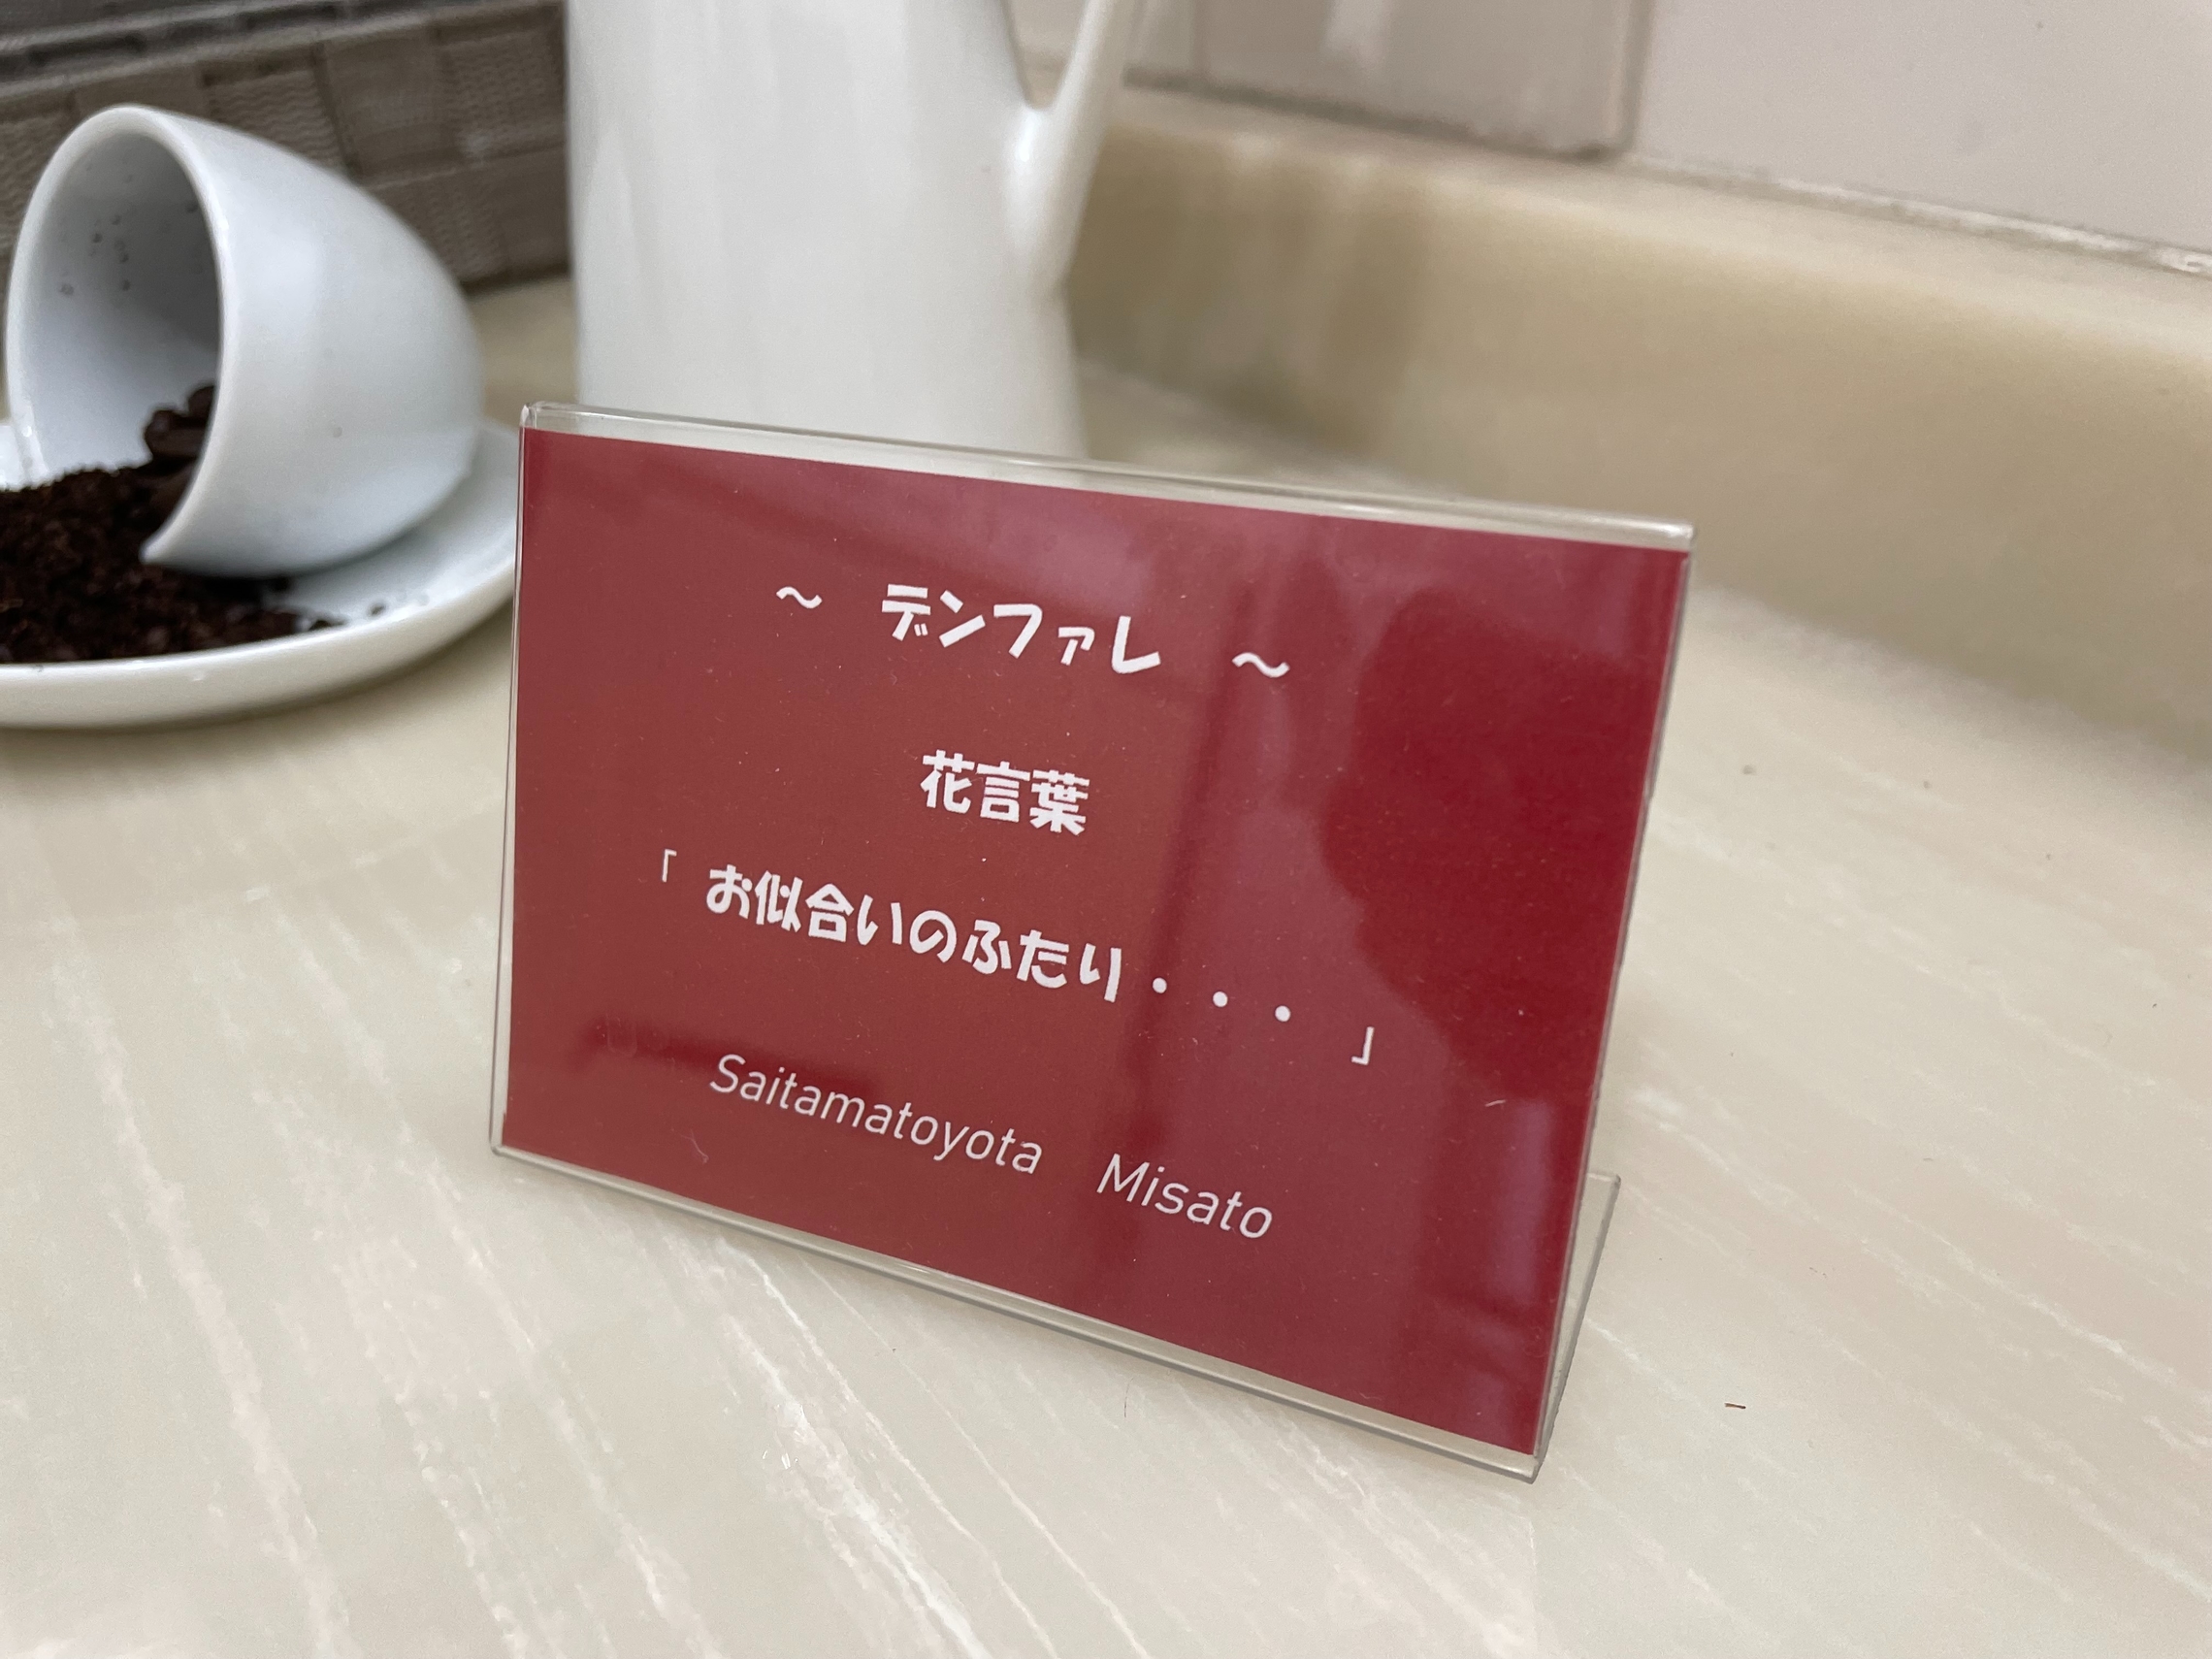 ～ デンファレ ～
花言葉
「 お似合いのふたり・・・ 」
Saitamatoyota Misato